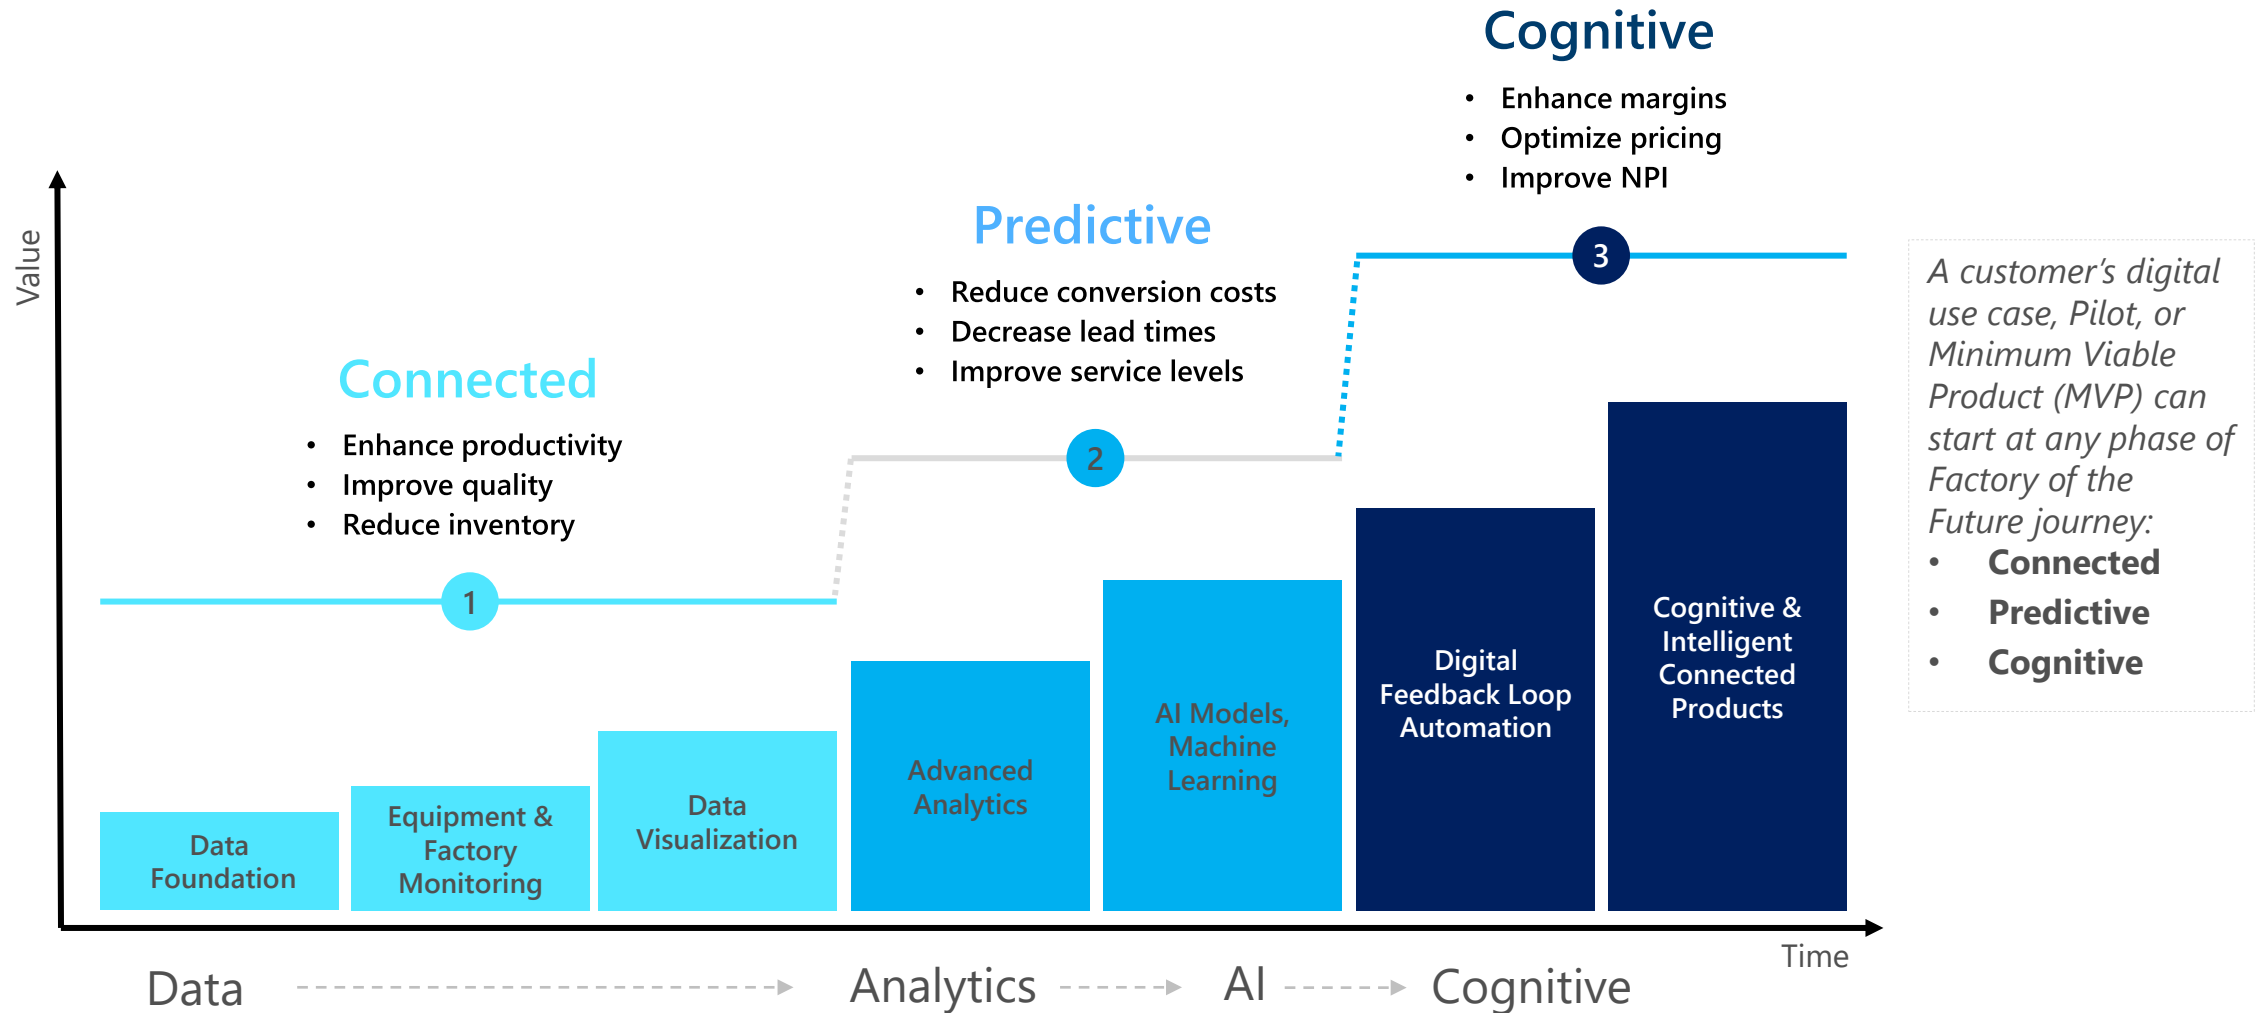 Cognitive
• Enhance margins
• Optimize pricing
• Improve NPI
3
Predictive
• Reduce conversion costs
• Decrease lead times
• Improve service levels
2
Connected
• Enhance productivity
• Improve quality
• Reduce inventory
1
Value
Data
Foundation
Equipment &
Factory
Monitoring
Data
Visualization
Advanced
Analytics
AI Models,
Machine
Learning
Digital
Feedback Loop
Automation
Cognitive &
Intelligent
Connected
Products
Time
Data
Analytics
AI
Cognitive
A customer’s digital
use case, Pilot, or
Minimum Viable
Product (MVP) can
start at any phase of
Factory of the
Future journey:
• Connected
• Predictive
• Cognitive